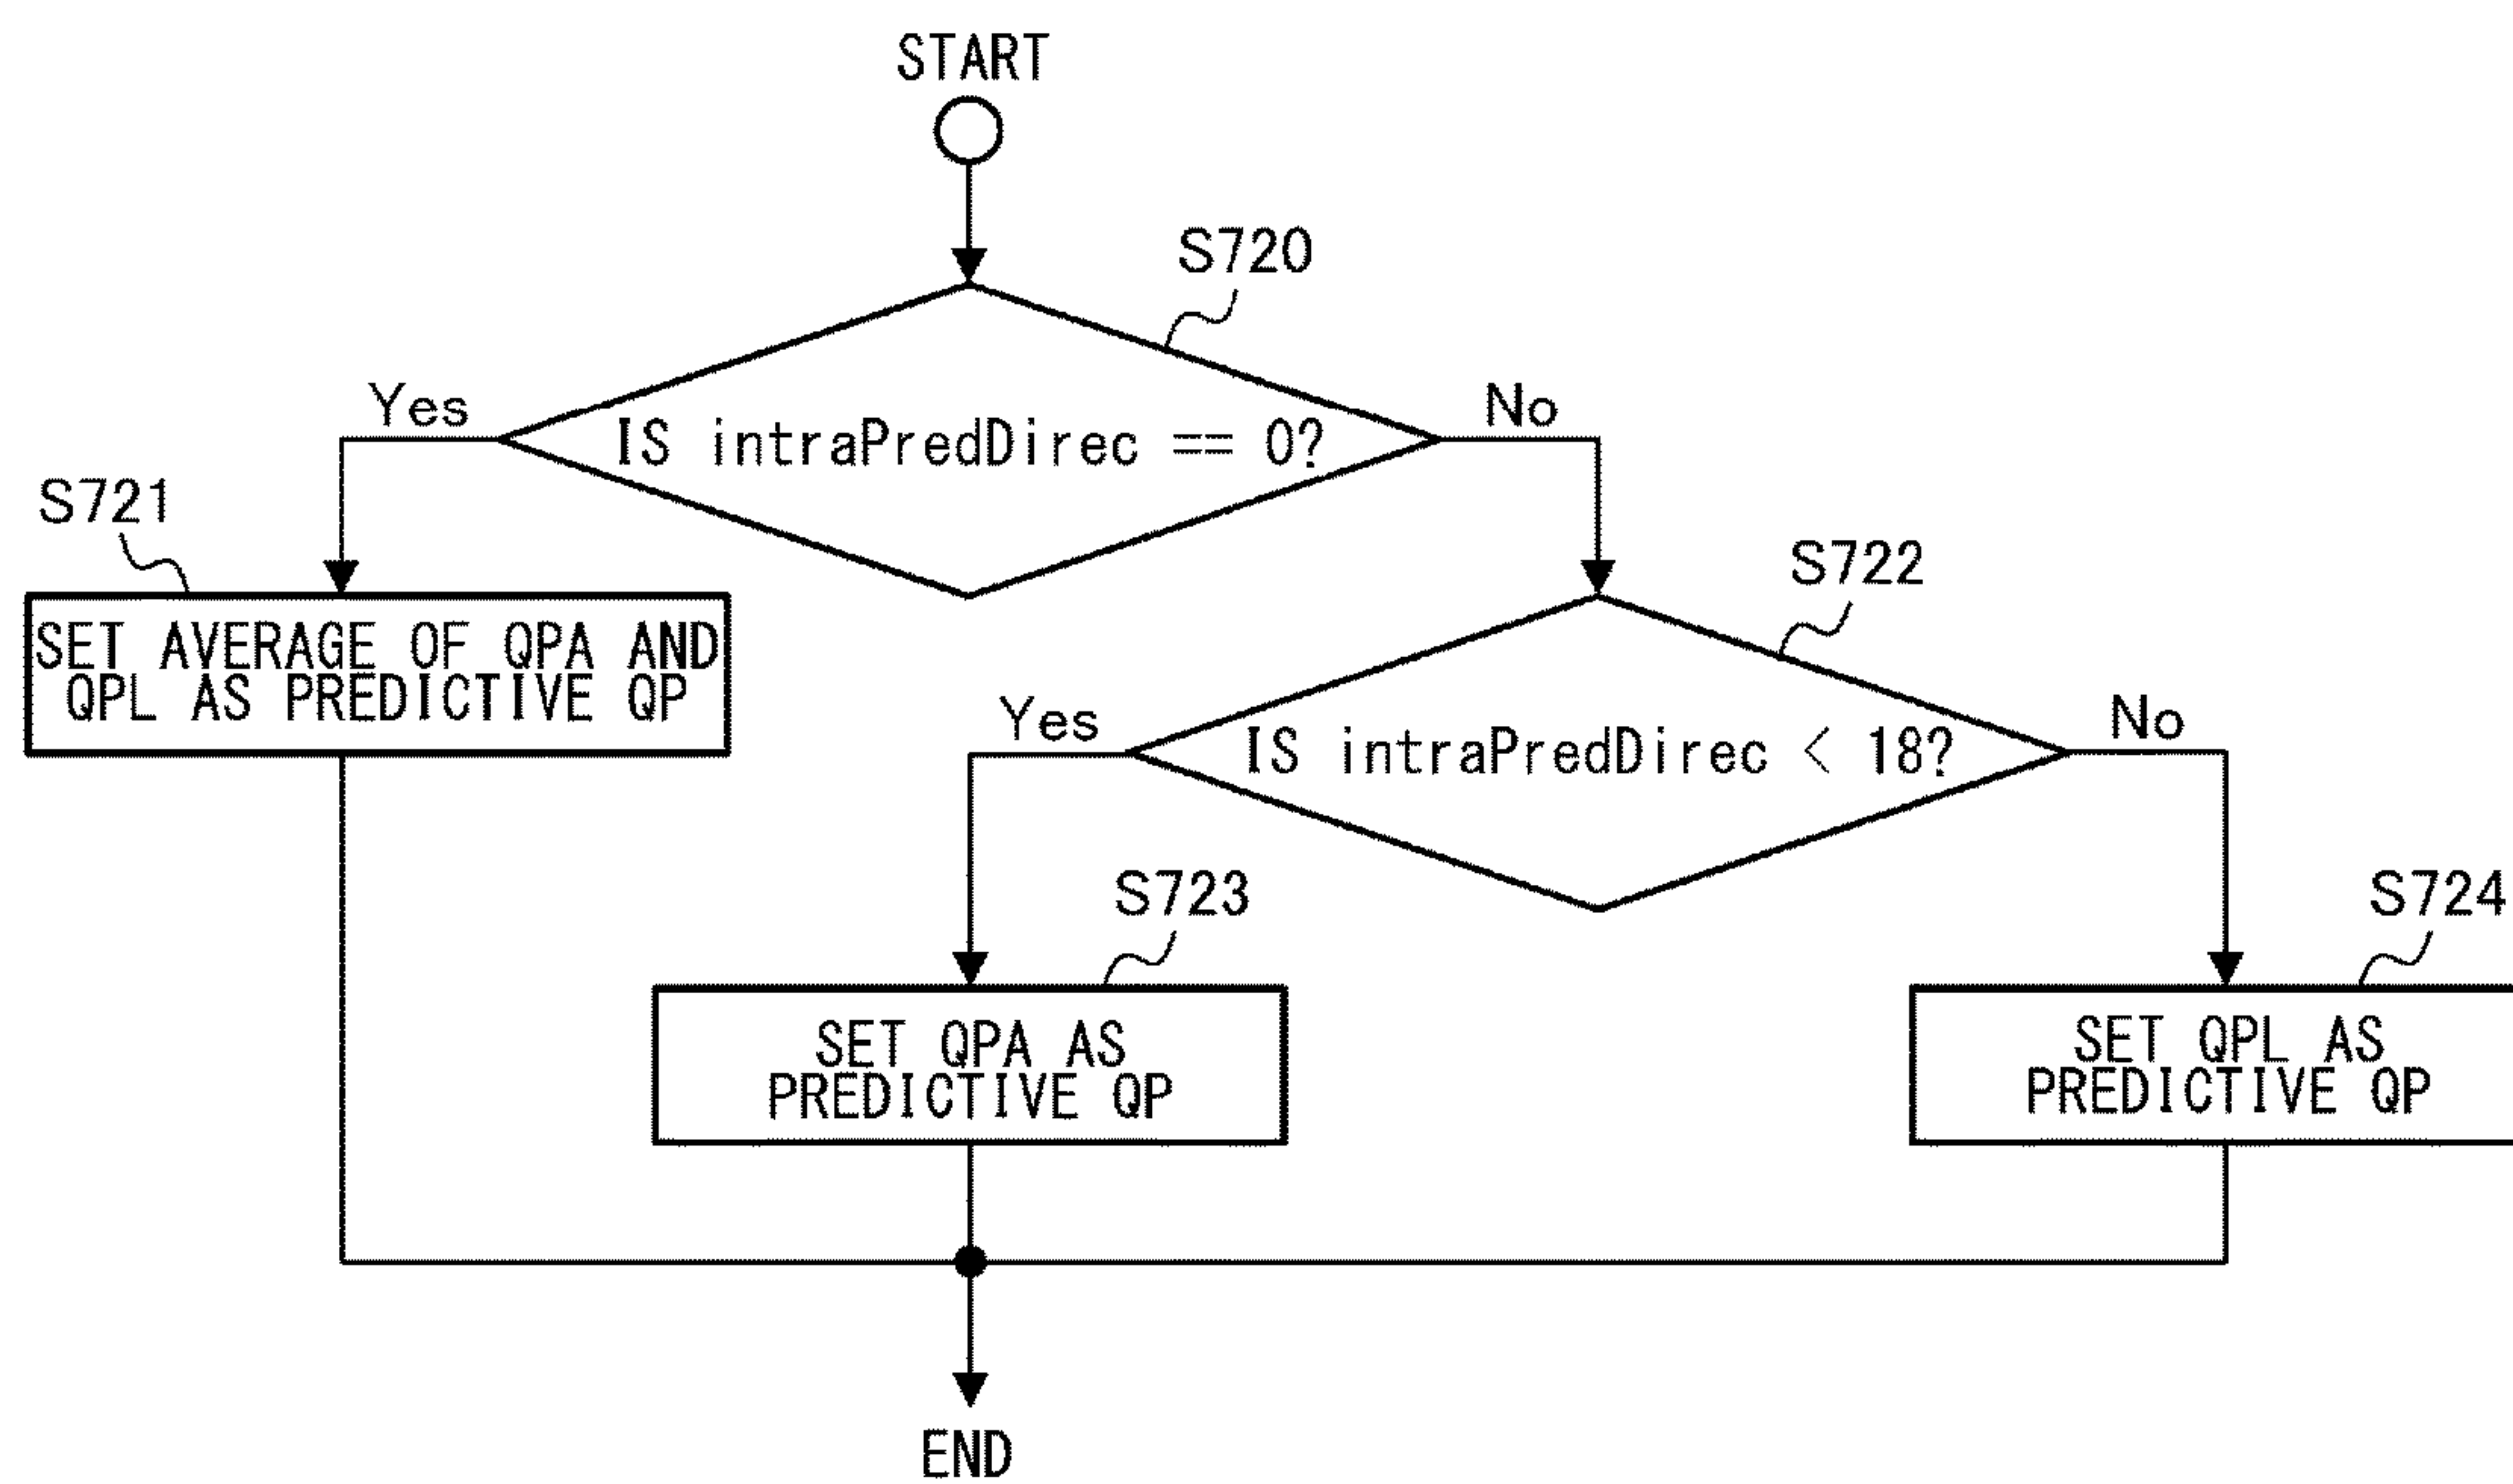 START
S720
Yes
IS intraPredDirec == 0?
No
S721
SET AVERAGE OF QPA AND
QPL AS PREDICTIVE QP
S722
Yes
IS intraPredDirec < 18?
No
S723
SET QPA AS
PREDICTIVE QP
S724
SET QPL AS
PREDICTIVE QP
END